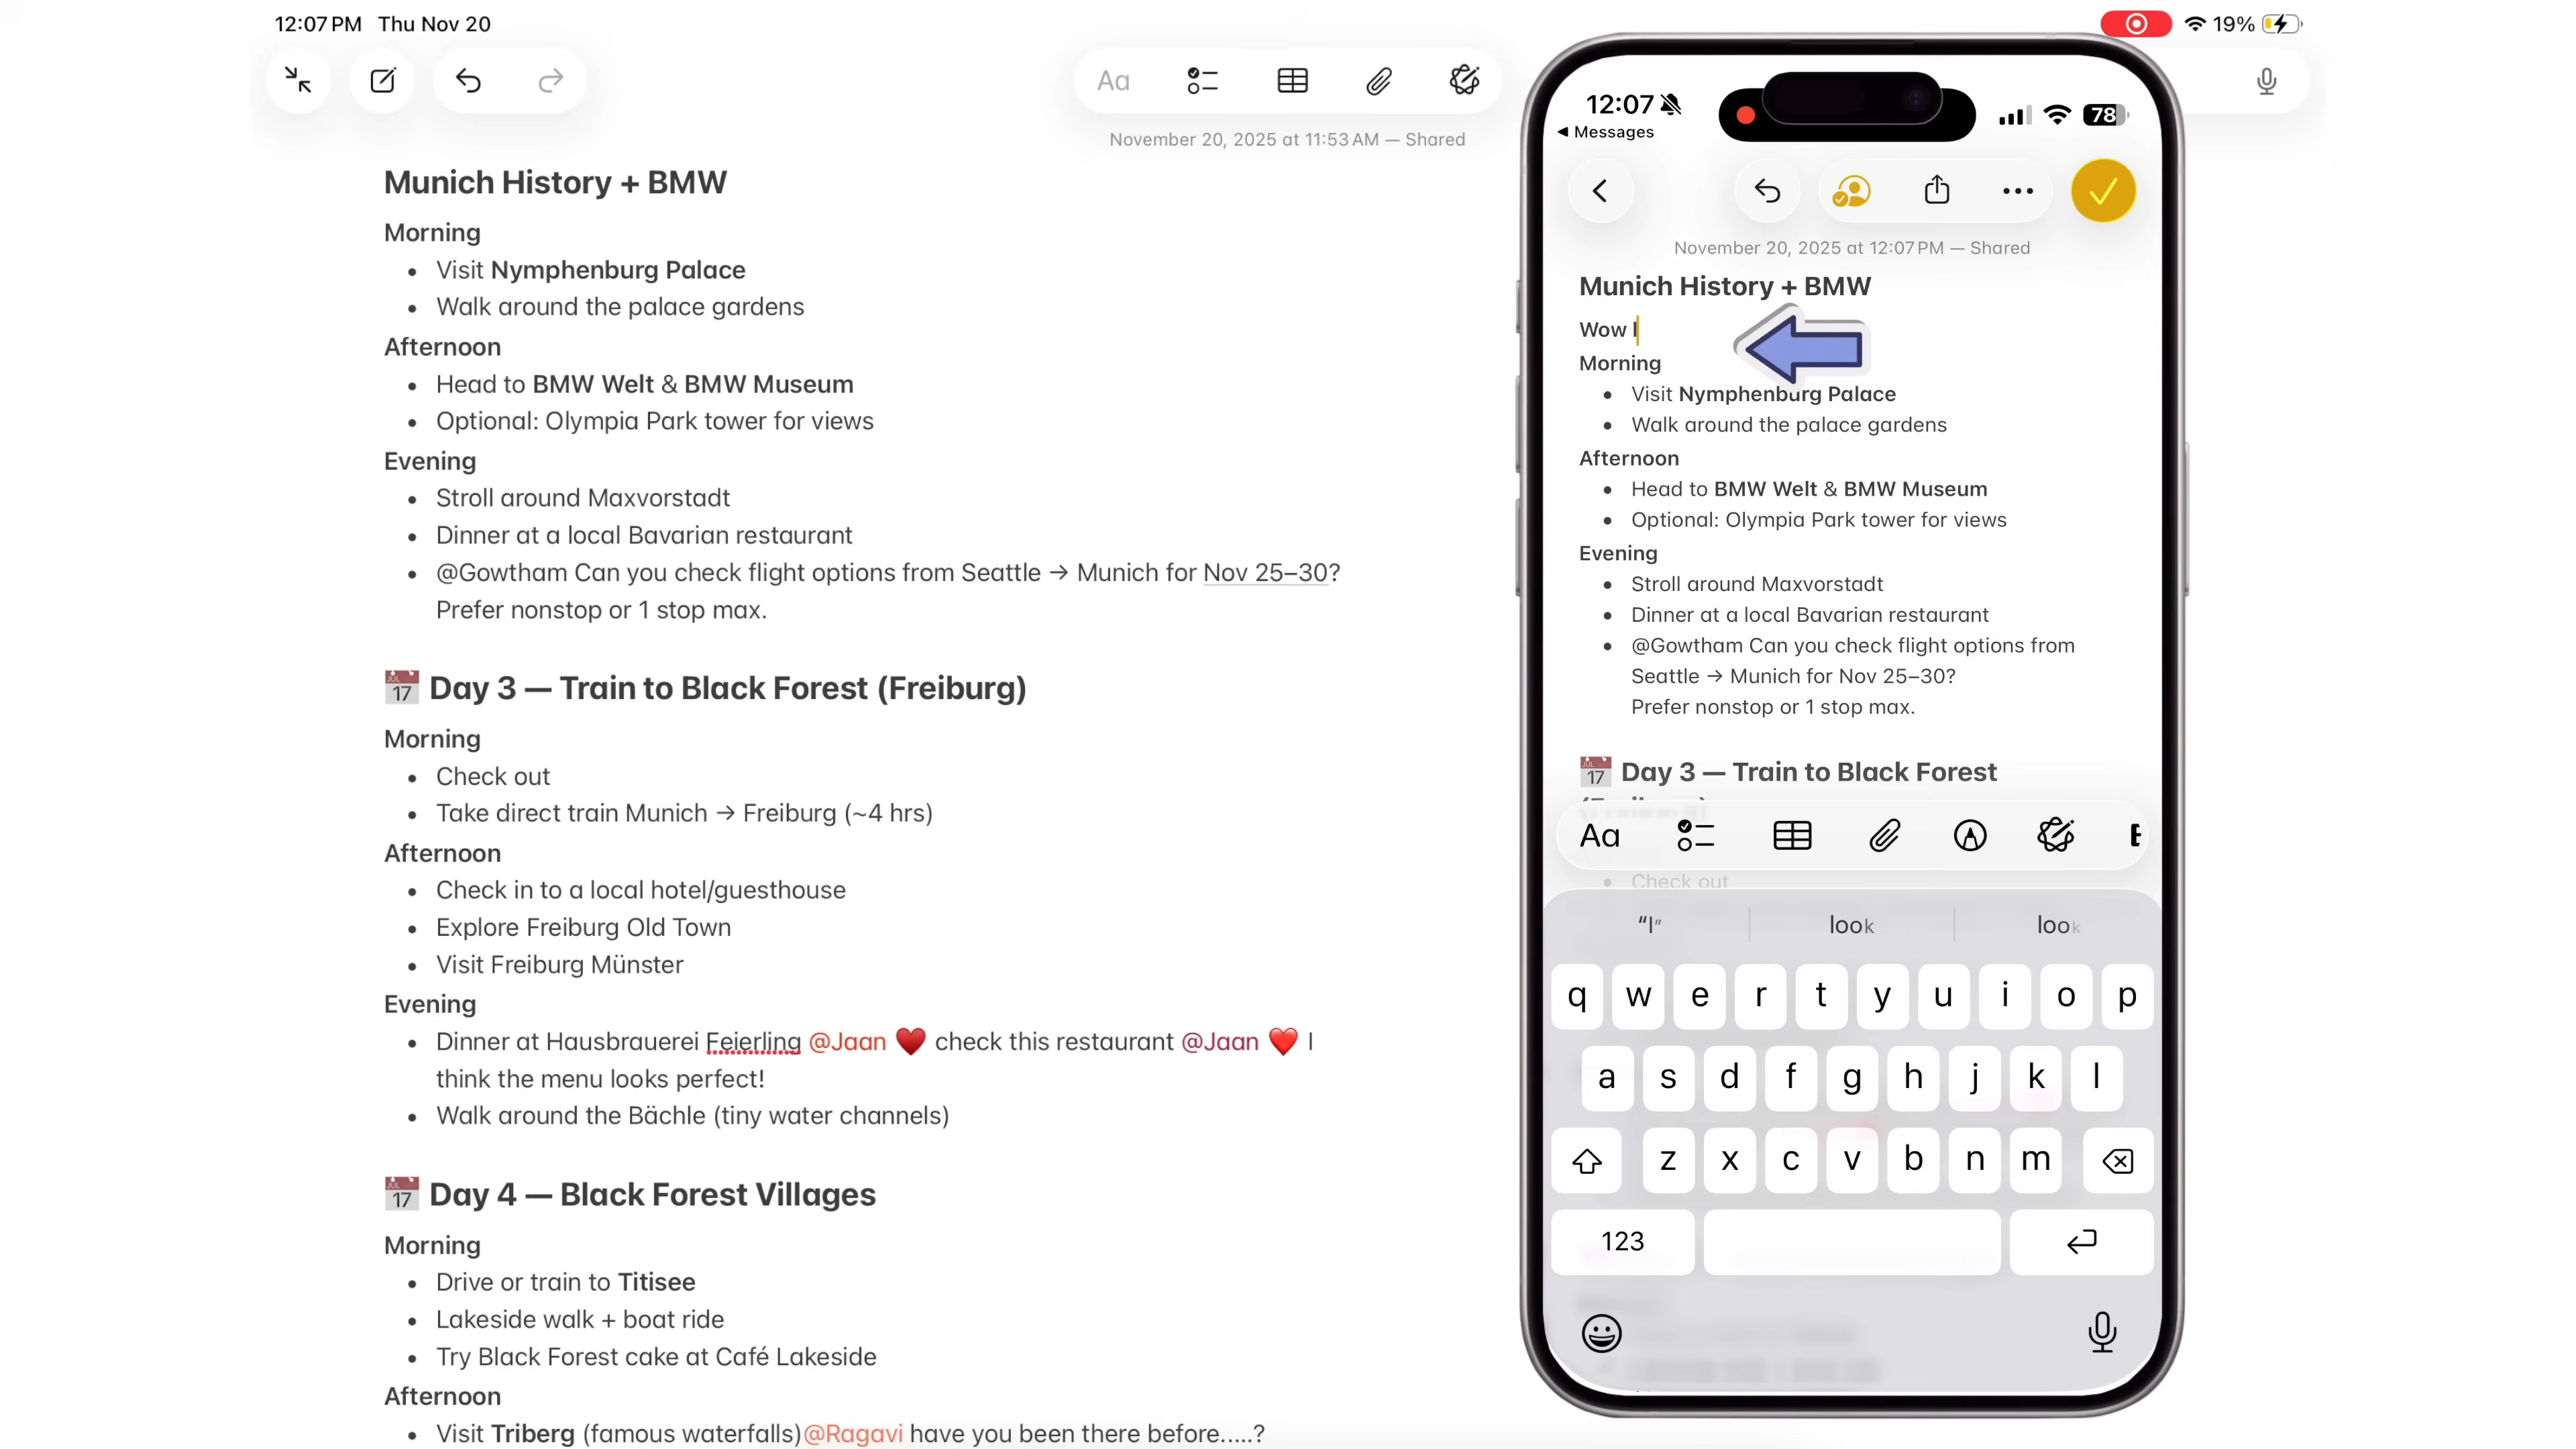 12:07 PM Thu Nov 20
19%
Aa
November 20, 2025 at 11:53 AM — Shared
Munich History + BMW
Morning
• Visit Nymphenburg Palace
• Walk around the palace gardens
Afternoon
• Head to BMW Welt & BMW Museum
• Optional: Olympia Park tower for views
Evening
• Stroll around Maxvorstadt
• Dinner at a local Bavarian restaurant
• @Gowtham Can you check flight options from Seattle → Munich for Nov 25–30?
Prefer nonstop or 1 stop max.
JUL 17 Day 3 — Train to Black Forest (Freiburg)
Morning
• Check out
• Take direct train Munich → Freiburg (~4 hrs)
Afternoon
• Check in to a local hotel/guesthouse
• Explore Freiburg Old Town
• Visit Freiburg Münster
Evening
• Dinner at Hausbrauerei Feierling @Jaan ♥️ check this restaurant @Jaan ❤️ I
think the menu looks perfect!
• Walk around the Bächle (tiny water channels)
JUL 17 Day 4 — Black Forest Villages
Morning
• Drive or train to Titisee
• Lakeside walk + boat ride
• Try Black Forest cake at Café Lakeside
Afternoon
• Visit Triberg (famous waterfalls)@Ragavi have you been there before.....?
12:07
78
Messages
November 20, 2025 at 12:07 PM — Shared
Munich History + BMW
Wow l
Morning
• Visit Nymphenburg Palace
• Walk around the palace gardens
Afternoon
• Head to BMW Welt & BMW Museum
• Optional: Olympia Park tower for views
Evening
• Stroll around Maxvorstadt
• Dinner at a local Bavarian restaurant
• @Gowtham Can you check flight options from
Seattle → Munich for Nov 25–30?
Prefer nonstop or 1 stop max.
JUL 17 Day 3 — Train to Black Forest
Aa
• Check out
“l” look look
q w e r t y u i o p
a s d f g h j k l
z x c v b n m
123